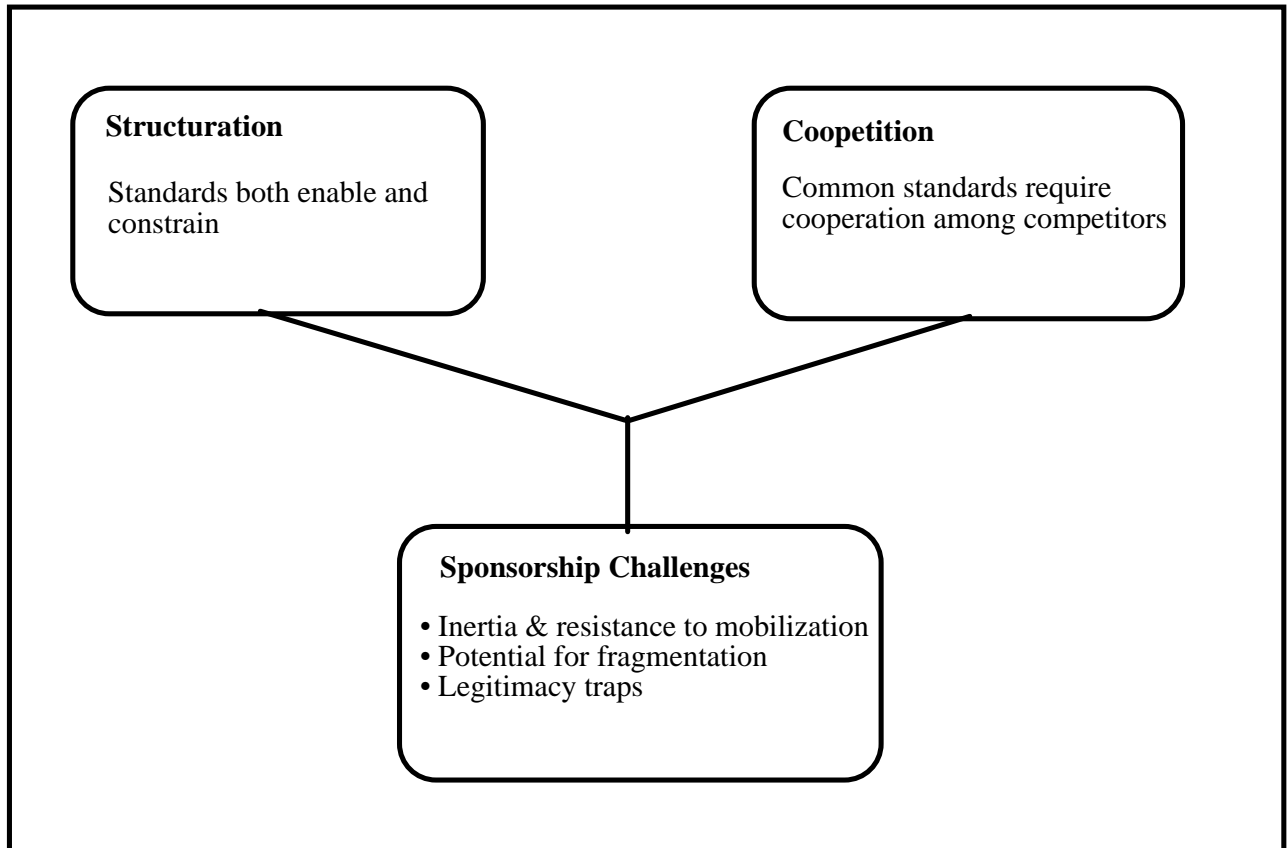 Structuration
Standards both enable and
constrain
Coopetition
Common standards require
cooperation among competitors
Sponsorship Challenges
• Inertia & resistance to mobilization
• Potential for fragmentation
• Legitimacy traps